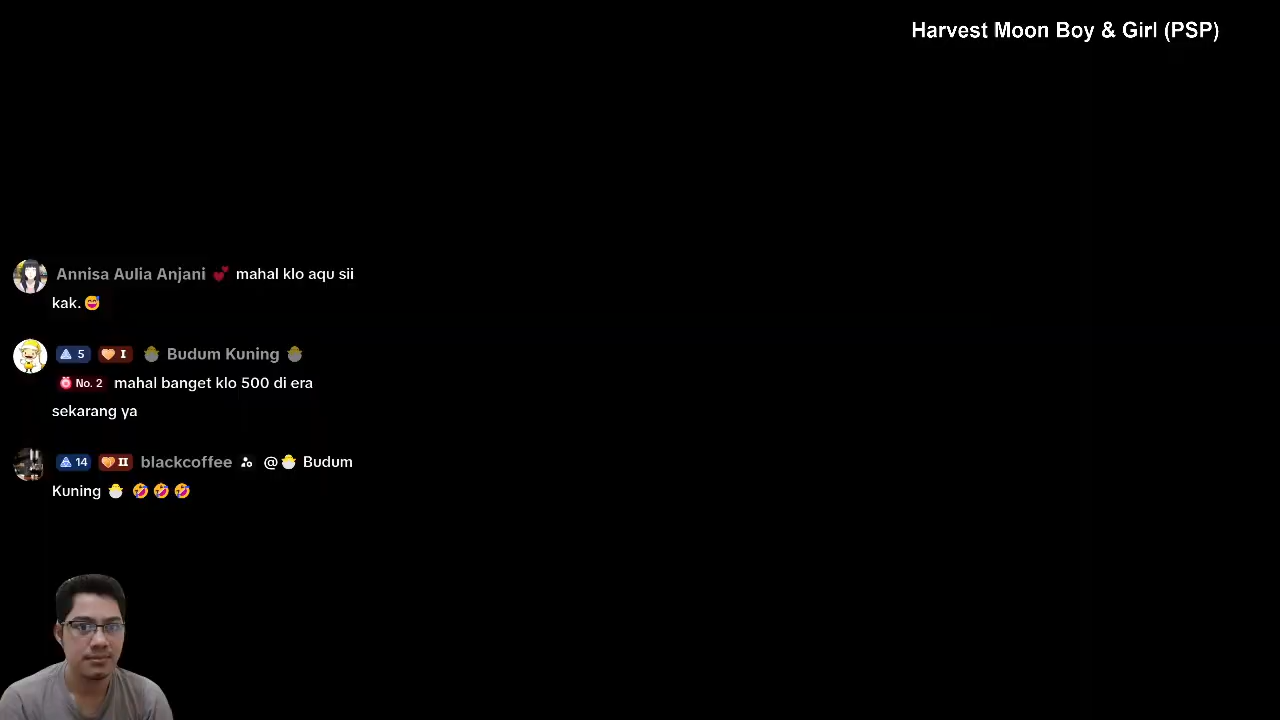 Harvest Moon Boy & Girl (PSP)
Annisa Aulia Anjani 💕 mahal klo aqu sii
kak. 😅
5 I 🐣 Budum Kuning 🐣
No. 2 mahal banget klo 500 di era
sekarang ya
14 II blackcoffee @🐣 Budum
Kuning 🐣 🤣🤣🤣